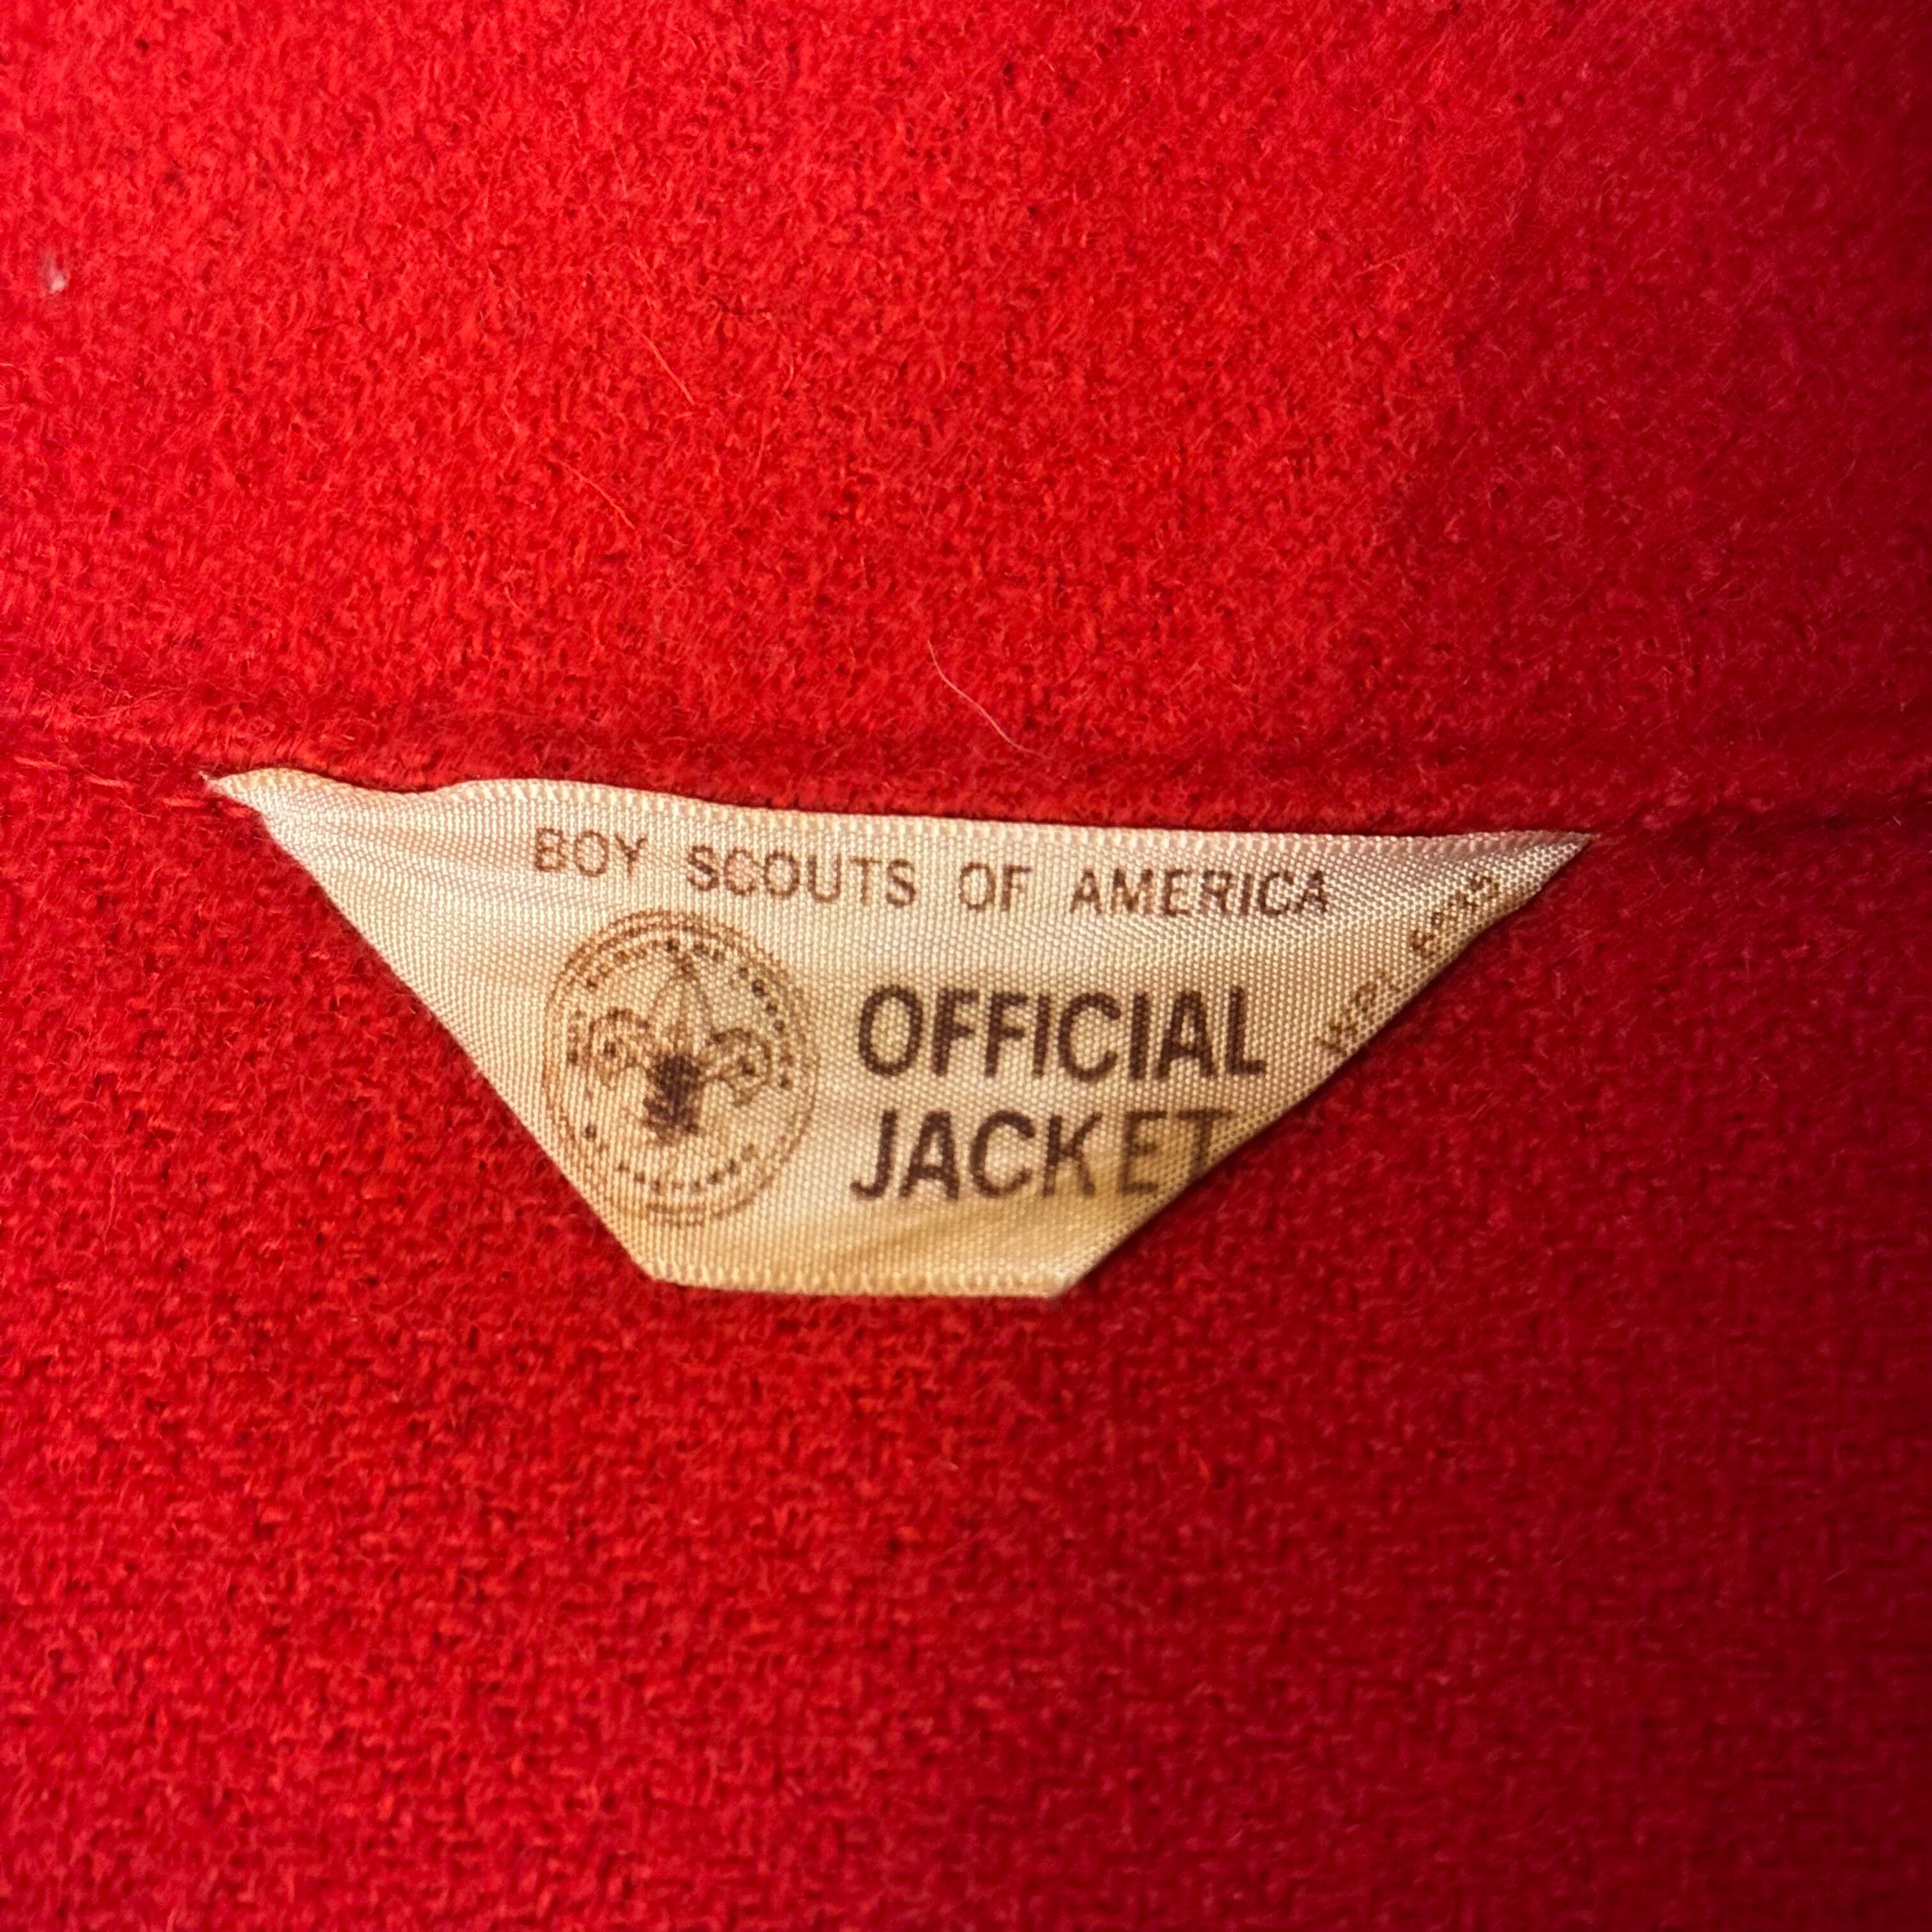 BOY SCOUTS OF AMERICA
OFFICIAL
JACKET